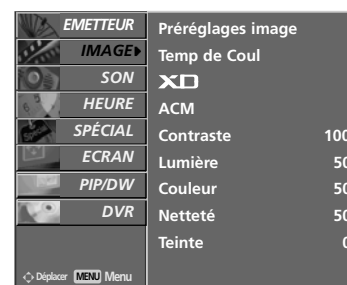 EMETTEUR
IMAGE
SON
HEURE
SPÉCIAL
ECRAN
PIP/DW
DVR
Déplacer MENU Menu
Préréglages image
Temp de Coul
XD
ACM
Contraste 100
Lumière 50
Couleur 50
Netteté 50
Teinte 0